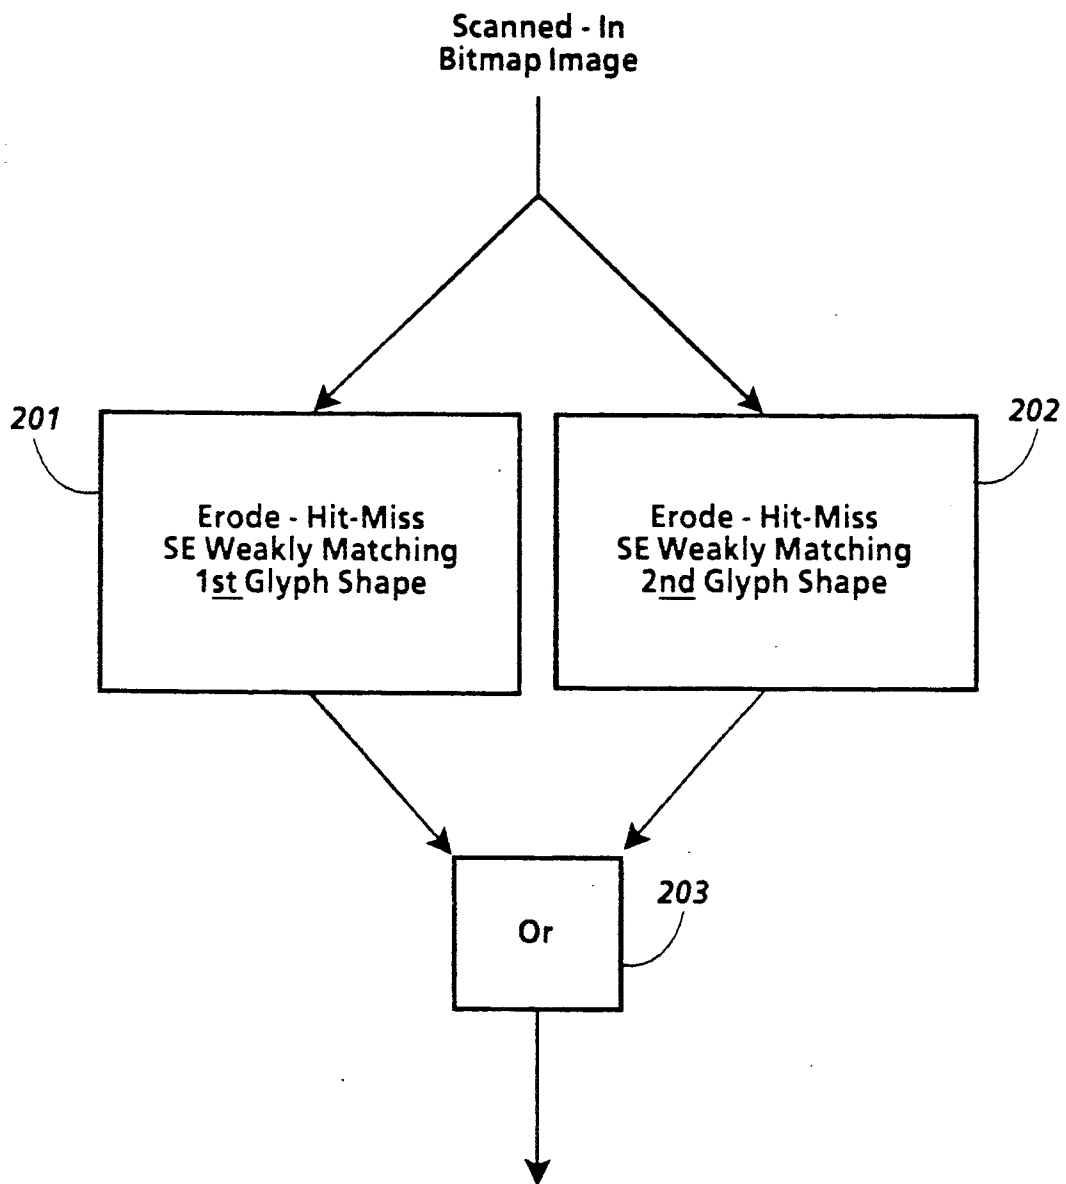 Scanned - In
Bitmap Image
201
202
Erode - Hit-Miss
SE Weakly Matching
1st Glyph Shape
Erode - Hit-Miss
SE Weakly Matching
2nd Glyph Shape
203
Or